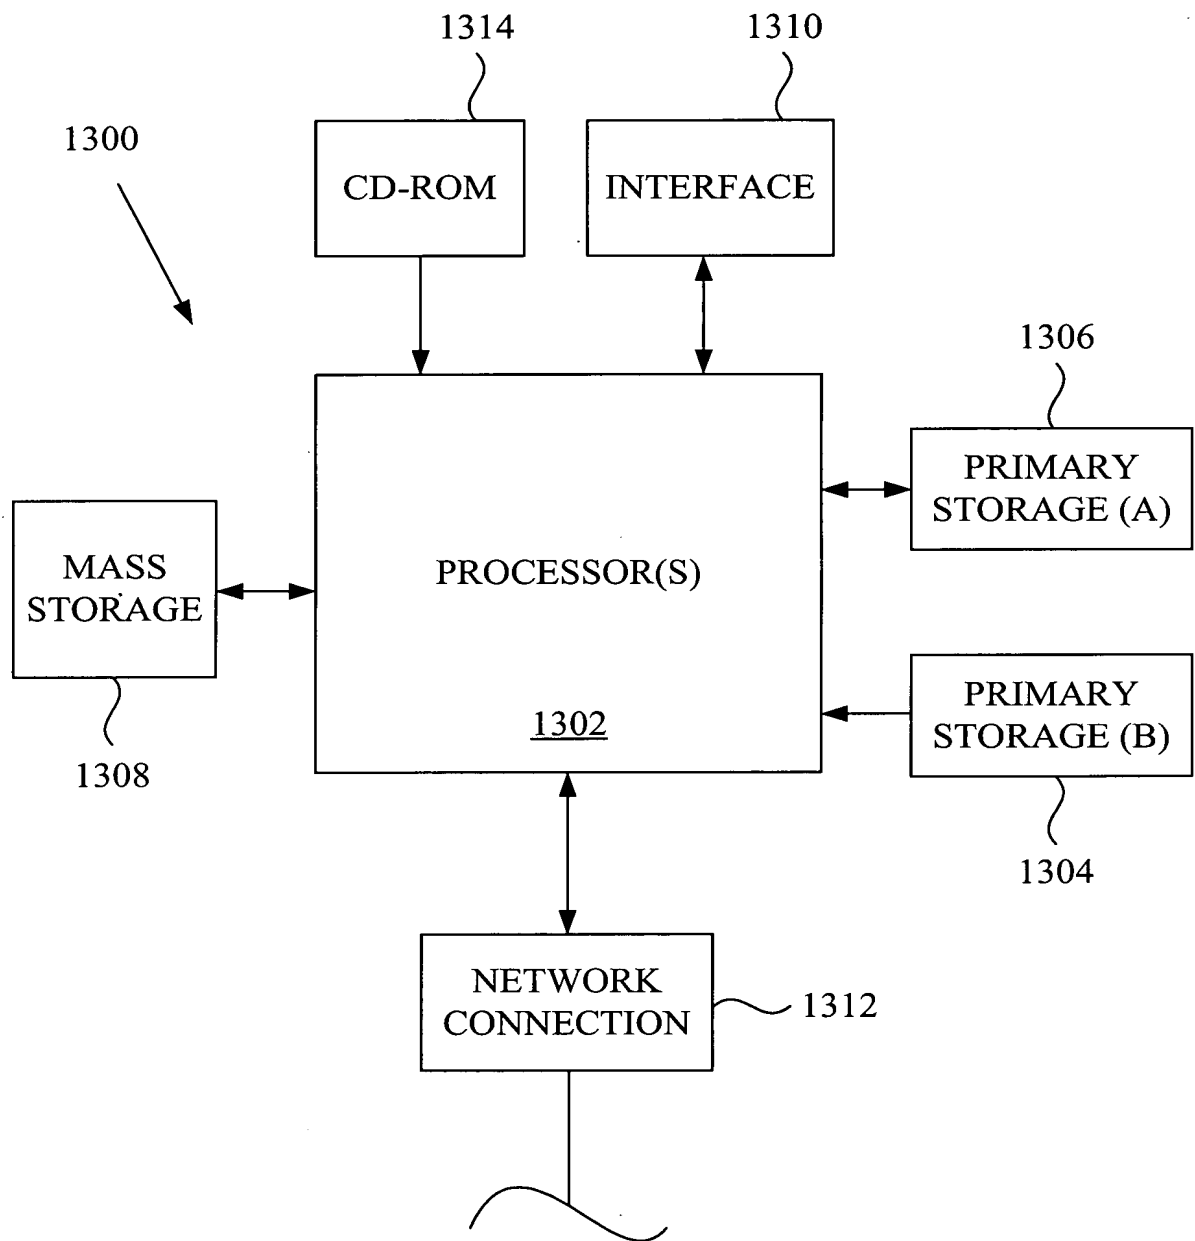 1314
1310
1300
CD-ROM
INTERFACE
1306
PRIMARY
STORAGE (A)
MASS
STORAGE
PROCESSOR(S)
1302
PRIMARY
STORAGE (B)
1308
1304
NETWORK
CONNECTION
1312